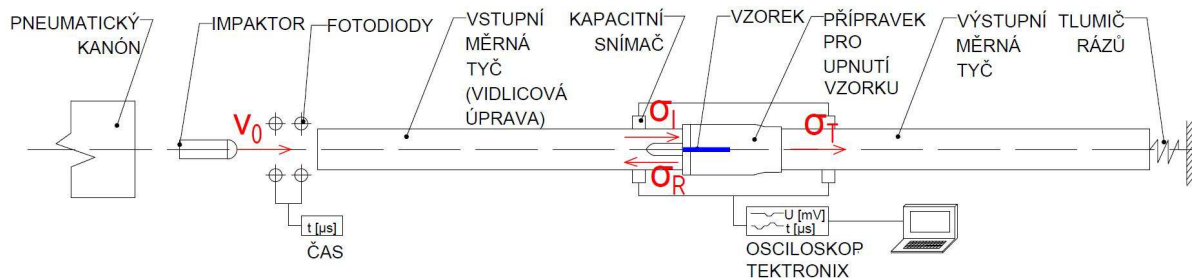 PNEUMATICKÝ
KANÓN
IMPAKTOR
FOTODIODY
VSTUPNÍ
MĚRNÁ
TYČ
(VIDLICOVÁ
ÚPRAVA)
KAPACITNÍ
SNÍMAČ
VZOREK
PŘÍPRAVEK
PRO
UPNUTÍ
VZORKU
VÝSTUPNÍ
MĚRNÁ
TYČ
TLUMIČ
RÁZŮ
v0
σI
σR
σT
t [µs]
ČAS
U [mV]
t [µs]
OSCILOSKOP
TEKTRONIX